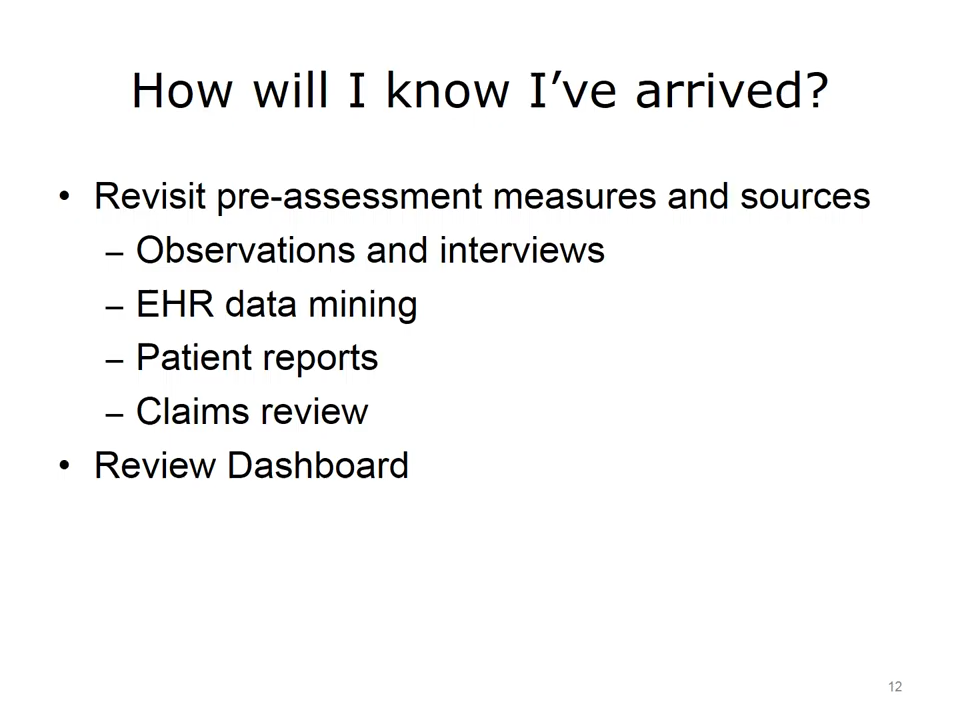 How will I know I’ve arrived?
• Revisit pre-assessment measures and sources
– Observations and interviews
– EHR data mining
– Patient reports
– Claims review
• Review Dashboard
12